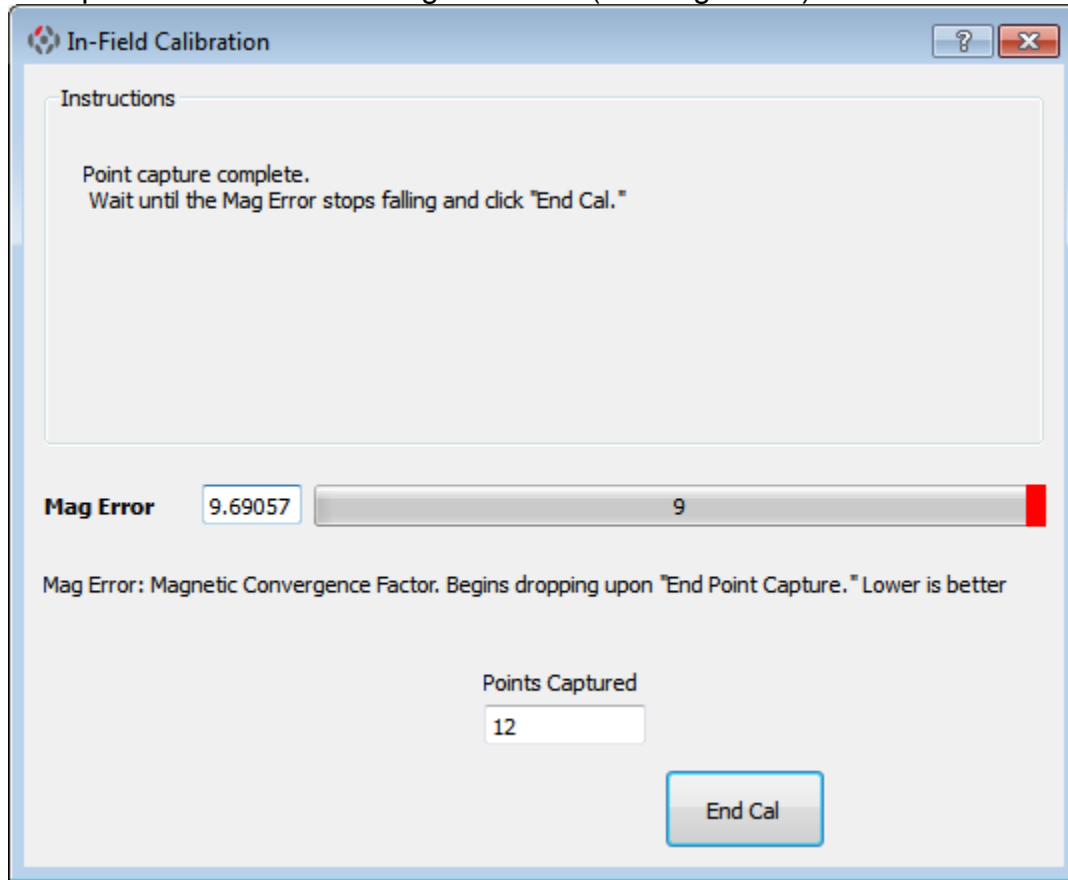 In-Field Calibration
Instructions
Point capture complete.
Wait until the Mag Error stops falling and click "End Cal."
Mag Error 9.69057 9
Mag Error: Magnetic Convergence Factor. Begins dropping upon "End Point Capture." Lower is better
Points Captured
12
End Cal